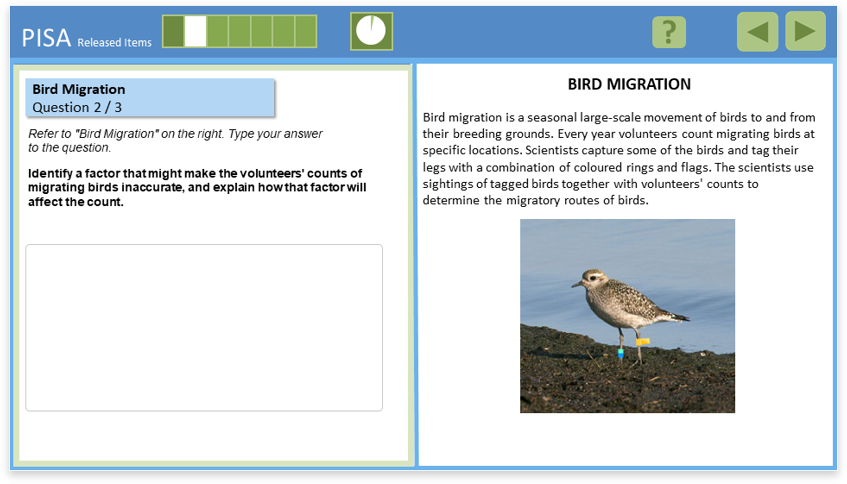 PISA Released Items
?
Bird Migration
Question 2 / 3
Refer to "Bird Migration" on the right. Type your answer
to the question.
Identify a factor that might make the volunteers' counts of
migrating birds inaccurate, and explain how that factor will
affect the count.
BIRD MIGRATION
Bird migration is a seasonal large-scale movement of birds to and from
their breeding grounds. Every year volunteers count migrating birds at
specific locations. Scientists capture some of the birds and tag their
legs with a combination of coloured rings and flags. The scientists use
sightings of tagged birds together with volunteers' counts to
determine the migratory routes of birds.